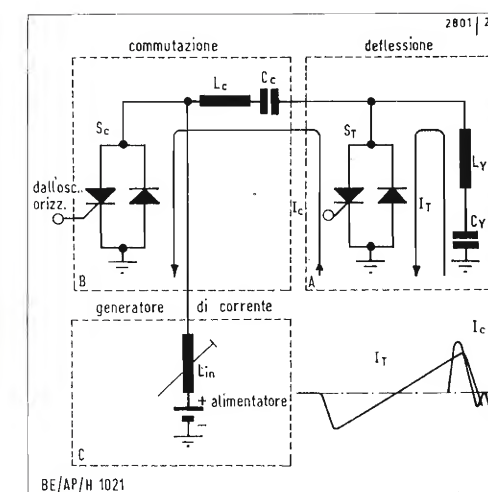 2801 2
commutazione
deflessione
Lc Cc
Sc
ST
LY
dall'osc.
orizz.
Ic
IT
CY
B
A
generatore di corrente
Ic
IT
Lin
+ alimentatore
-
C
BE/AP/H 1021